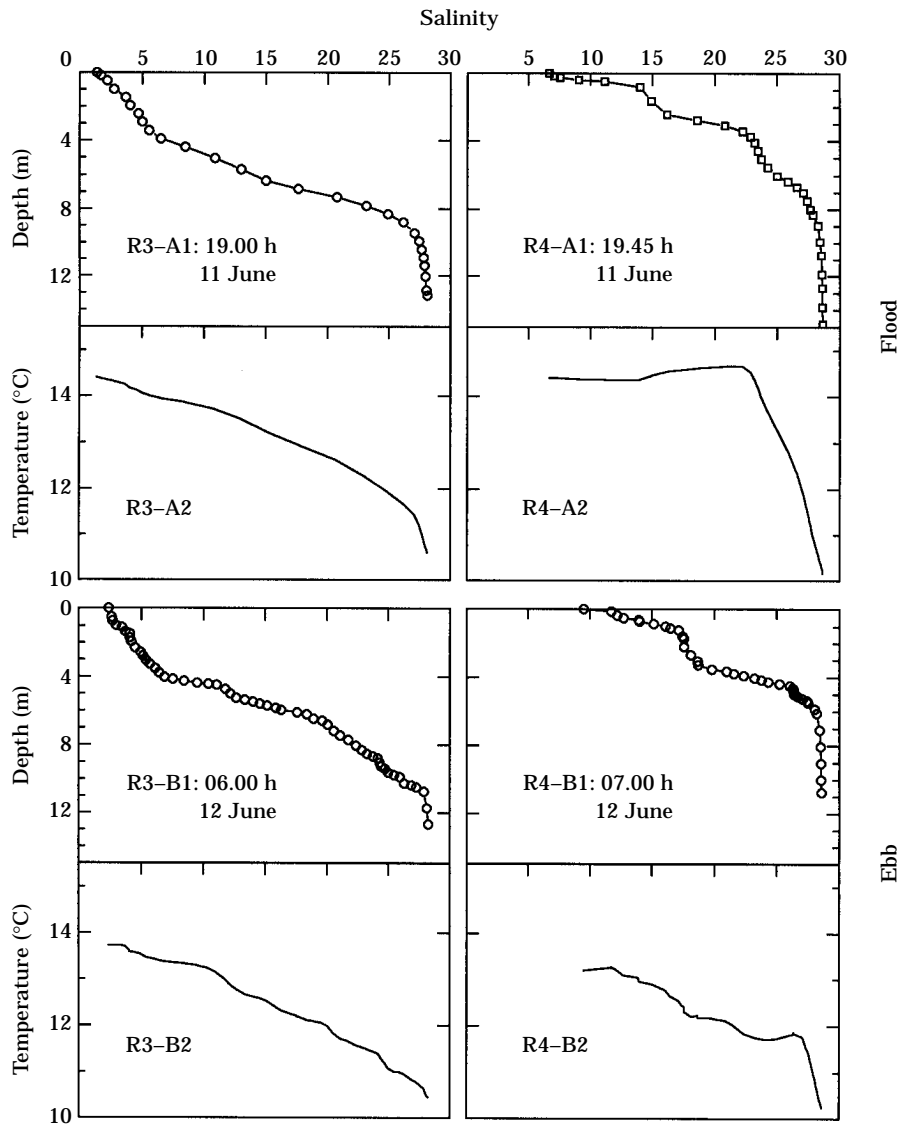 Salinity
0 5 10 15 20 25 30
5 10 15 20 25 30
Depth (m)
4
8
12
R3–A1: 19.00 h
11 June
R4–A1: 19.45 h
11 June
Flood
Temperature (°C)
14
12
10
R3–A2
R4–A2
Depth (m)
0
4
8
12
R3–B1: 06.00 h
12 June
R4–B1: 07.00 h
12 June
Ebb
Temperature (°C)
14
12
10
R3–B2
R4–B2